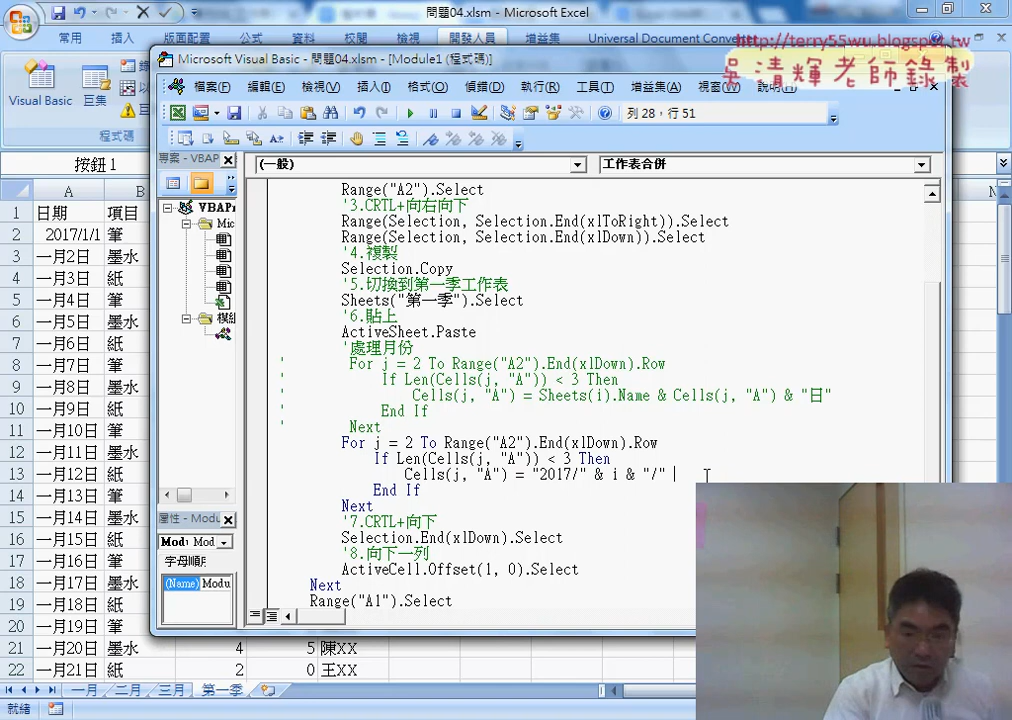 問題04.xlsm - Microsoft Excel
常用 插入 版面配置 公式 資料 校閱 檢視 開發人員 增益集 Universal Document Conve
http://terry55wu.blogspot.tw
吳清輝老師錄製
Visual Basic 巨集
程式碼
按鈕 1
Microsoft Visual Basic - 問題04.xlsm - [Module1 (程式碼)]
檔案(F) 編輯(E) 檢視(V) 插入(I) 格式(O) 偵錯(D) 執行(R) 工具(T) 增益集(A) 視窗(W) 說明(H)
列 28，行 51
專案 - VBAP
(一般) 工作表合併
Range("A2").Select
'3.CRTL+向右向下
Range(Selection, Selection.End(xlToRight)).Select
Range(Selection, Selection.End(xlDown)).Select
'4.複製
Selection.Copy
'5.切換到第一季工作表
Sheets("第一季").Select
'6.貼上
ActiveSheet.Paste
'處理月份
' For j = 2 To Range("A2").End(xlDown).Row
' If Len(Cells(j, "A")) < 3 Then
' Cells(j, "A") = Sheets(i).Name & Cells(j, "A") & "日"
' End If
' Next
For j = 2 To Range("A2").End(xlDown).Row
If Len(Cells(j, "A")) < 3 Then
Cells(j, "A") = "2017/" & i & "/"
End If
Next
'7.CRTL+向下
Selection.End(xlDown).Select
'8.向下一列
ActiveCell.Offset(1, 0).Select
Next
Range("A1").Select
VBAP
Mic
模組
屬性 - Modu
Mod Mod
字母順
(Name) Modu
A B N
1 日期 項目
2 2017/1/1 筆
3 一月2日 墨水
4 一月3日 紙
5 一月4日 筆
6 一月5日 墨水
7 一月6日 紙
8 一月7日 筆
9 一月8日 墨水
10 一月9日 紙
11 一月10日 筆
12 一月11日 墨水
13 一月12日 紙
14 一月13日 筆
15 一月14日 墨水
16 一月15日 紙
17 一月16日 筆
18 一月17日 墨水
19 一月18日 紙
20 一月19日 筆
21 一月20日 墨水 4 5 陳XX
22 一月21日 紙 2 0 王XX
一月 二月 三月 第一季
就緒